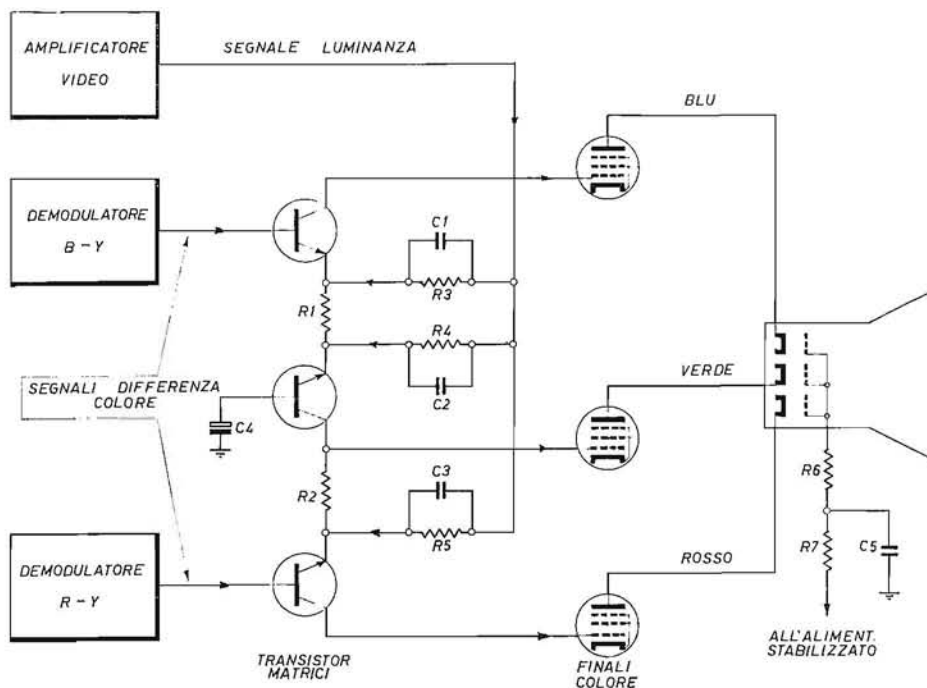 AMPLIFICATORE
VIDEO
SEGNALE LUMINANZA
BLU
DEMODULATORE
B-Y
C1
R3
R1
R4
C2
SEGNALI DIFFERENZA
COLORE
C4
VERDE
C3
R2
R5
R6
R7
C5
DEMODULATORE
R-Y
ROSSO
TRANSISTOR
MATRICI
FINALI
COLORE
ALL'ALIMENT.
STABILIZZATO